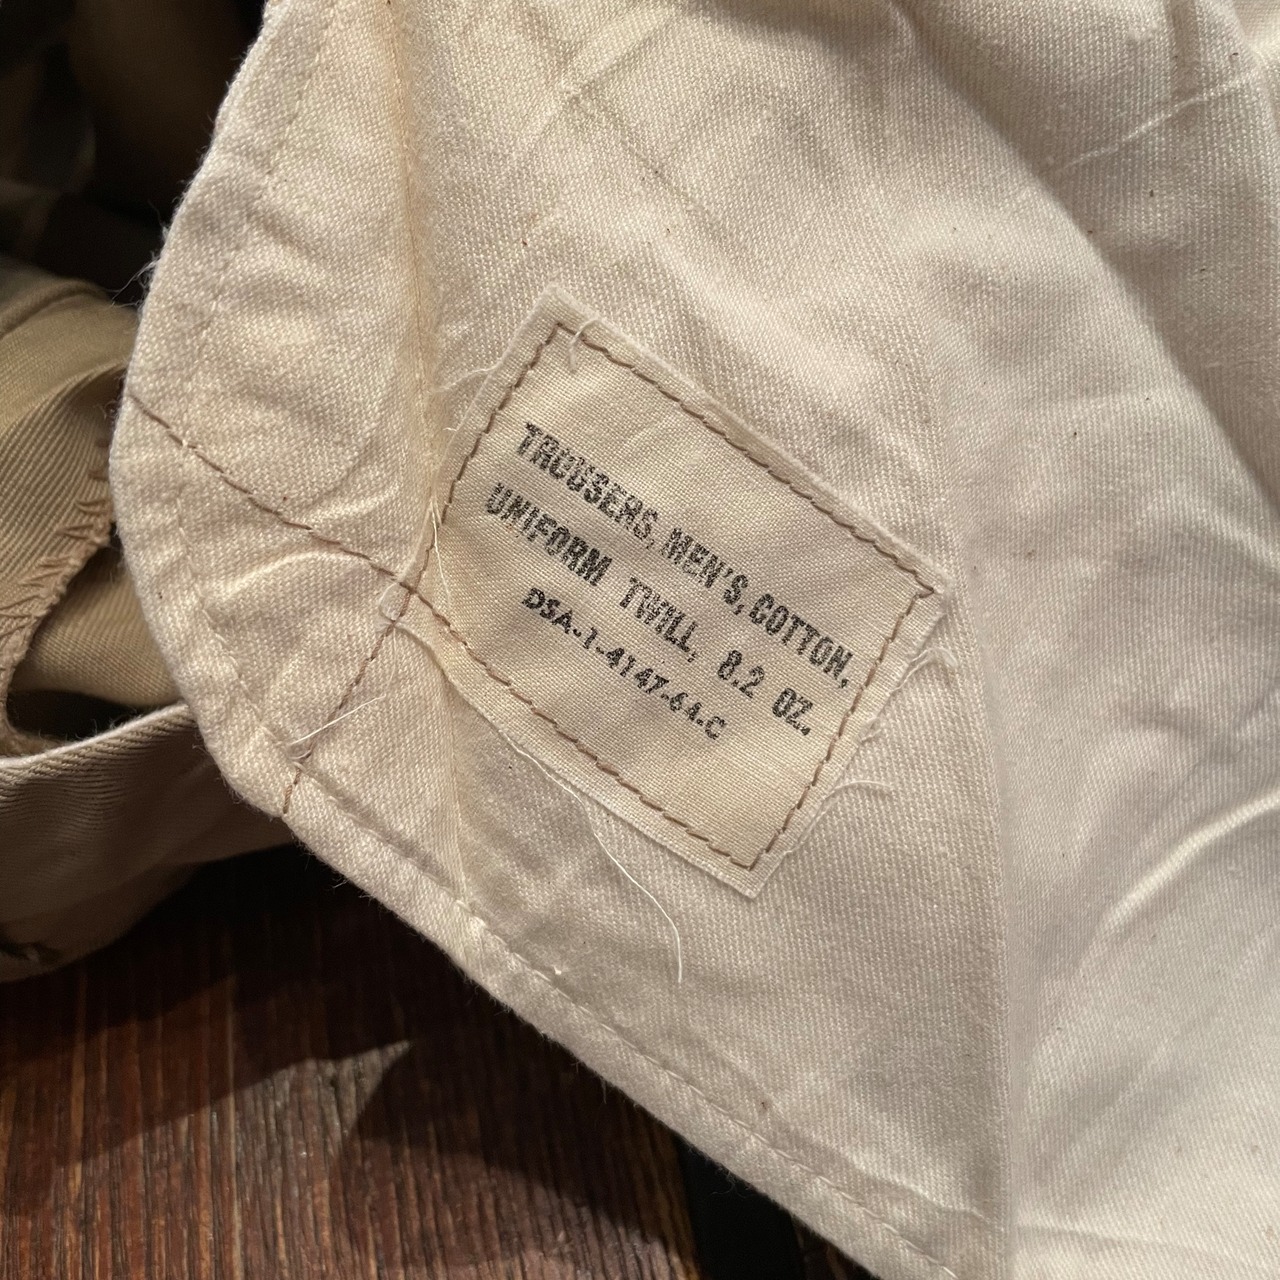 TROUSERS, MEN'S, COTTON,
UNIFORM TWILL, 8.2 OZ.,
DSA-1-4147-64-C